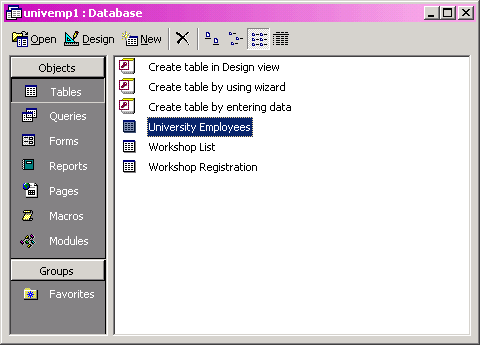 univemp1 : Database
Open Design New
Objects
Tables
Queries
Forms
Reports
Pages
Macros
Modules
Groups
Favorites
Create table in Design view
Create table by using wizard
Create table by entering data
University Employees
Workshop List
Workshop Registration